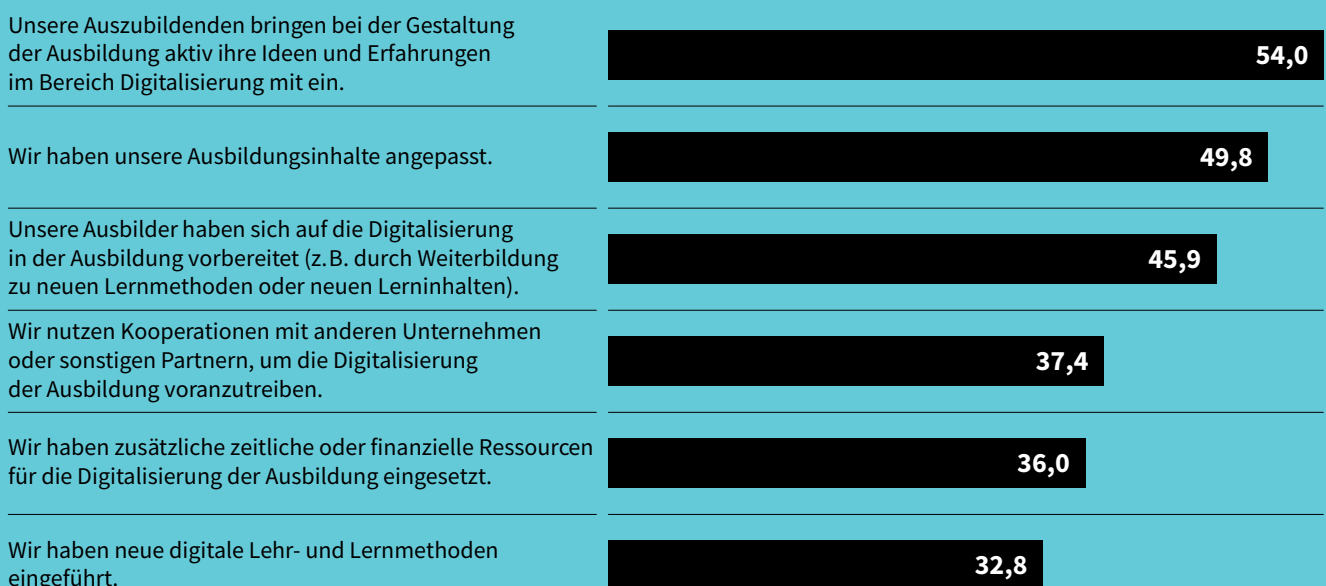 Unsere Auszubildenden bringen bei der Gestaltung
der Ausbildung aktiv ihre Ideen und Erfahrungen
im Bereich Digitalisierung mit ein.
54,0
Wir haben unsere Ausbildungsinhalte angepasst.
49,8
Unsere Ausbilder haben sich auf die Digitalisierung
in der Ausbildung vorbereitet (z. B. durch Weiterbildung
zu neuen Lernmethoden oder neuen Lerninhalten).
45,9
Wir nutzen Kooperationen mit anderen Unternehmen
oder sonstigen Partnern, um die Digitalisierung
der Ausbildung voranzutreiben.
37,4
Wir haben zusätzliche zeitliche oder finanzielle Ressourcen
für die Digitalisierung der Ausbildung eingesetzt.
36,0
Wir haben neue digitale Lehr- und Lernmethoden
eingeführt.
32,8